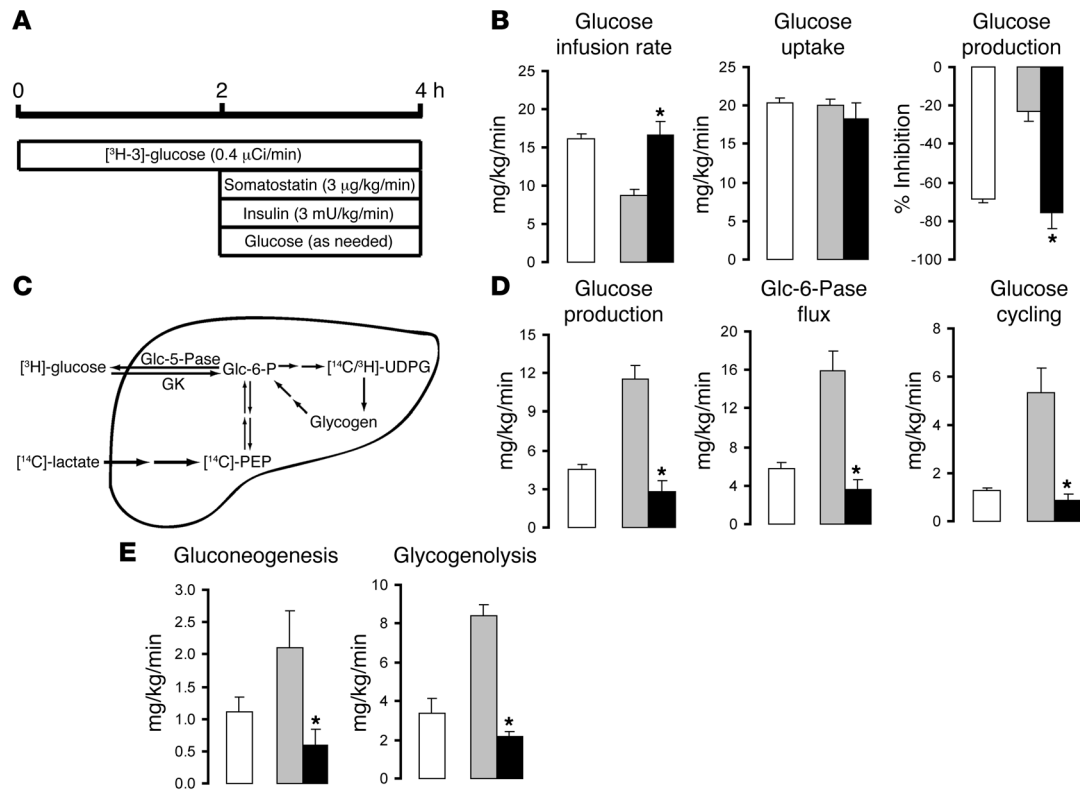 A
0
2
4 h
[³H-3]-glucose (0.4 μCi/min)
Somatostatin (3 μg/kg/min)
Insulin (3 mU/kg/min)
Glucose (as needed)
B
Glucose
infusion rate
mg/kg/min
25
20
15
10
5
0
*
Glucose
uptake
mg/kg/min
25
20
15
10
5
0
Glucose
production
% Inhibition
0
-20
-40
-60
-80
-100
*
C
[³H]-glucose
Glc-5-Pase
GK
Glc-6-P
[¹⁴C/³H]-UDPG
Glycogen
[¹⁴C]-lactate
[¹⁴C]-PEP
D
Glucose
production
mg/kg/min
15
12
9
6
3
0
*
Glc-6-Pase
flux
mg/kg/min
20
16
12
8
4
0
*
Glucose
cycling
mg/kg/min
8
6
4
2
0
*
E
Gluconeogenesis
mg/kg/min
3.0
2.5
2.0
1.5
1.0
0.5
0.0
*
Glycogenolysis
mg/kg/min
10
8
6
4
2
0
*